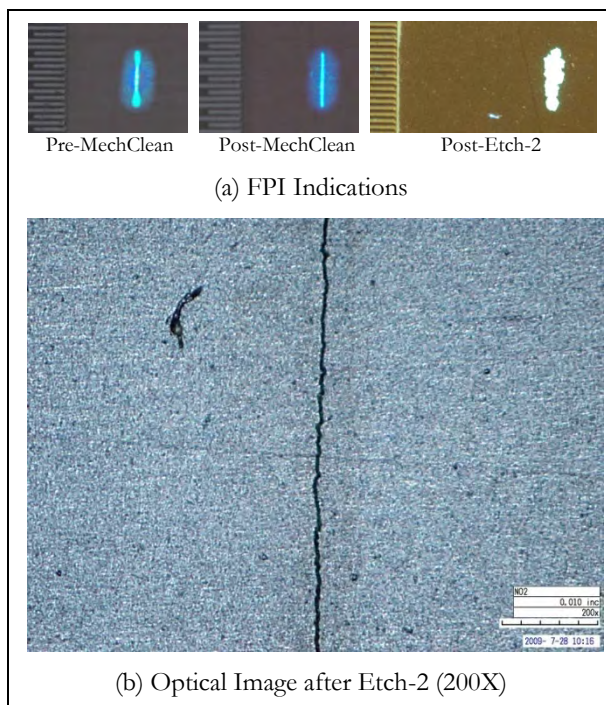 Pre-MechClean
Post-MechClean
Post-Etch-2
(a) FPI Indications
NO2
0.010 inc
200x
2009- 7-28 10:16
(b) Optical Image after Etch-2 (200X)